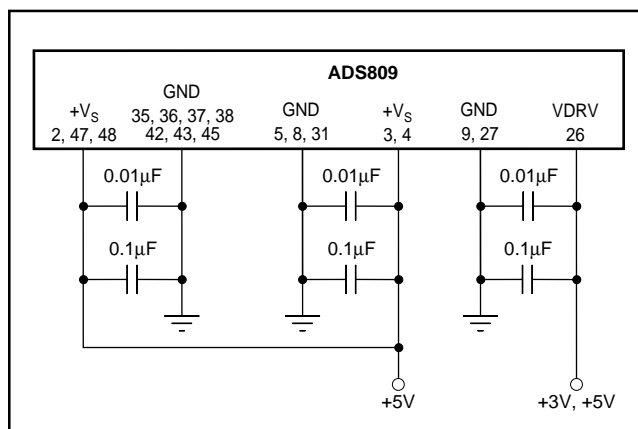 ADS809
+VS
2, 47, 48
GND
35, 36, 37, 38
42, 43, 45
GND
5, 8, 31
+VS
3, 4
GND
9, 27
VDRV
26
0.01µF
0.01µF
0.01µF
0.1µF
0.1µF
0.1µF
+5V
+3V, +5V